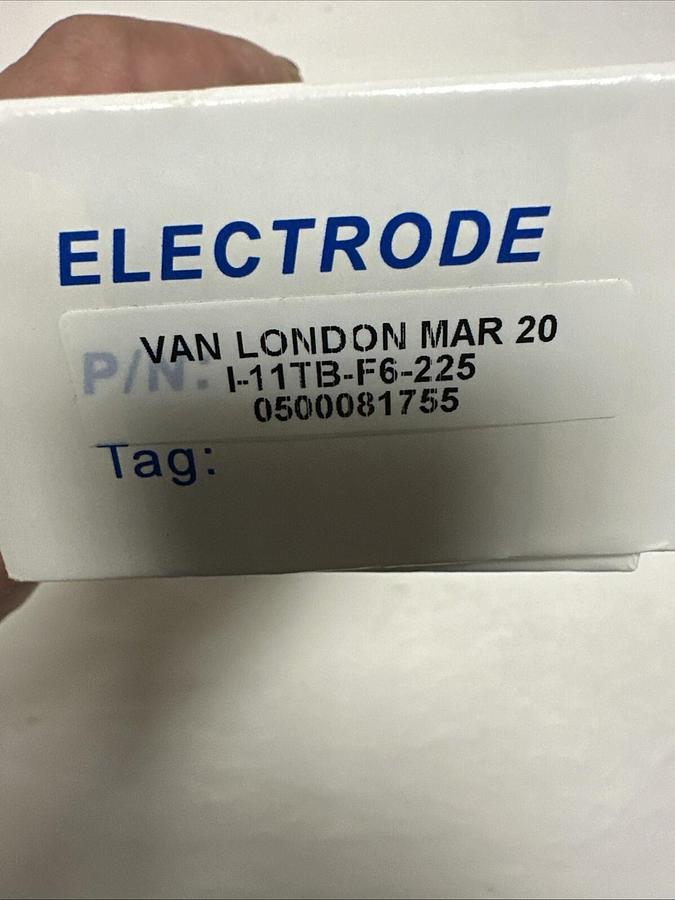 ELECTRODE
VAN LONDON MAR 20
P/N: I-11TB-F6-225
0500081755
Tag: